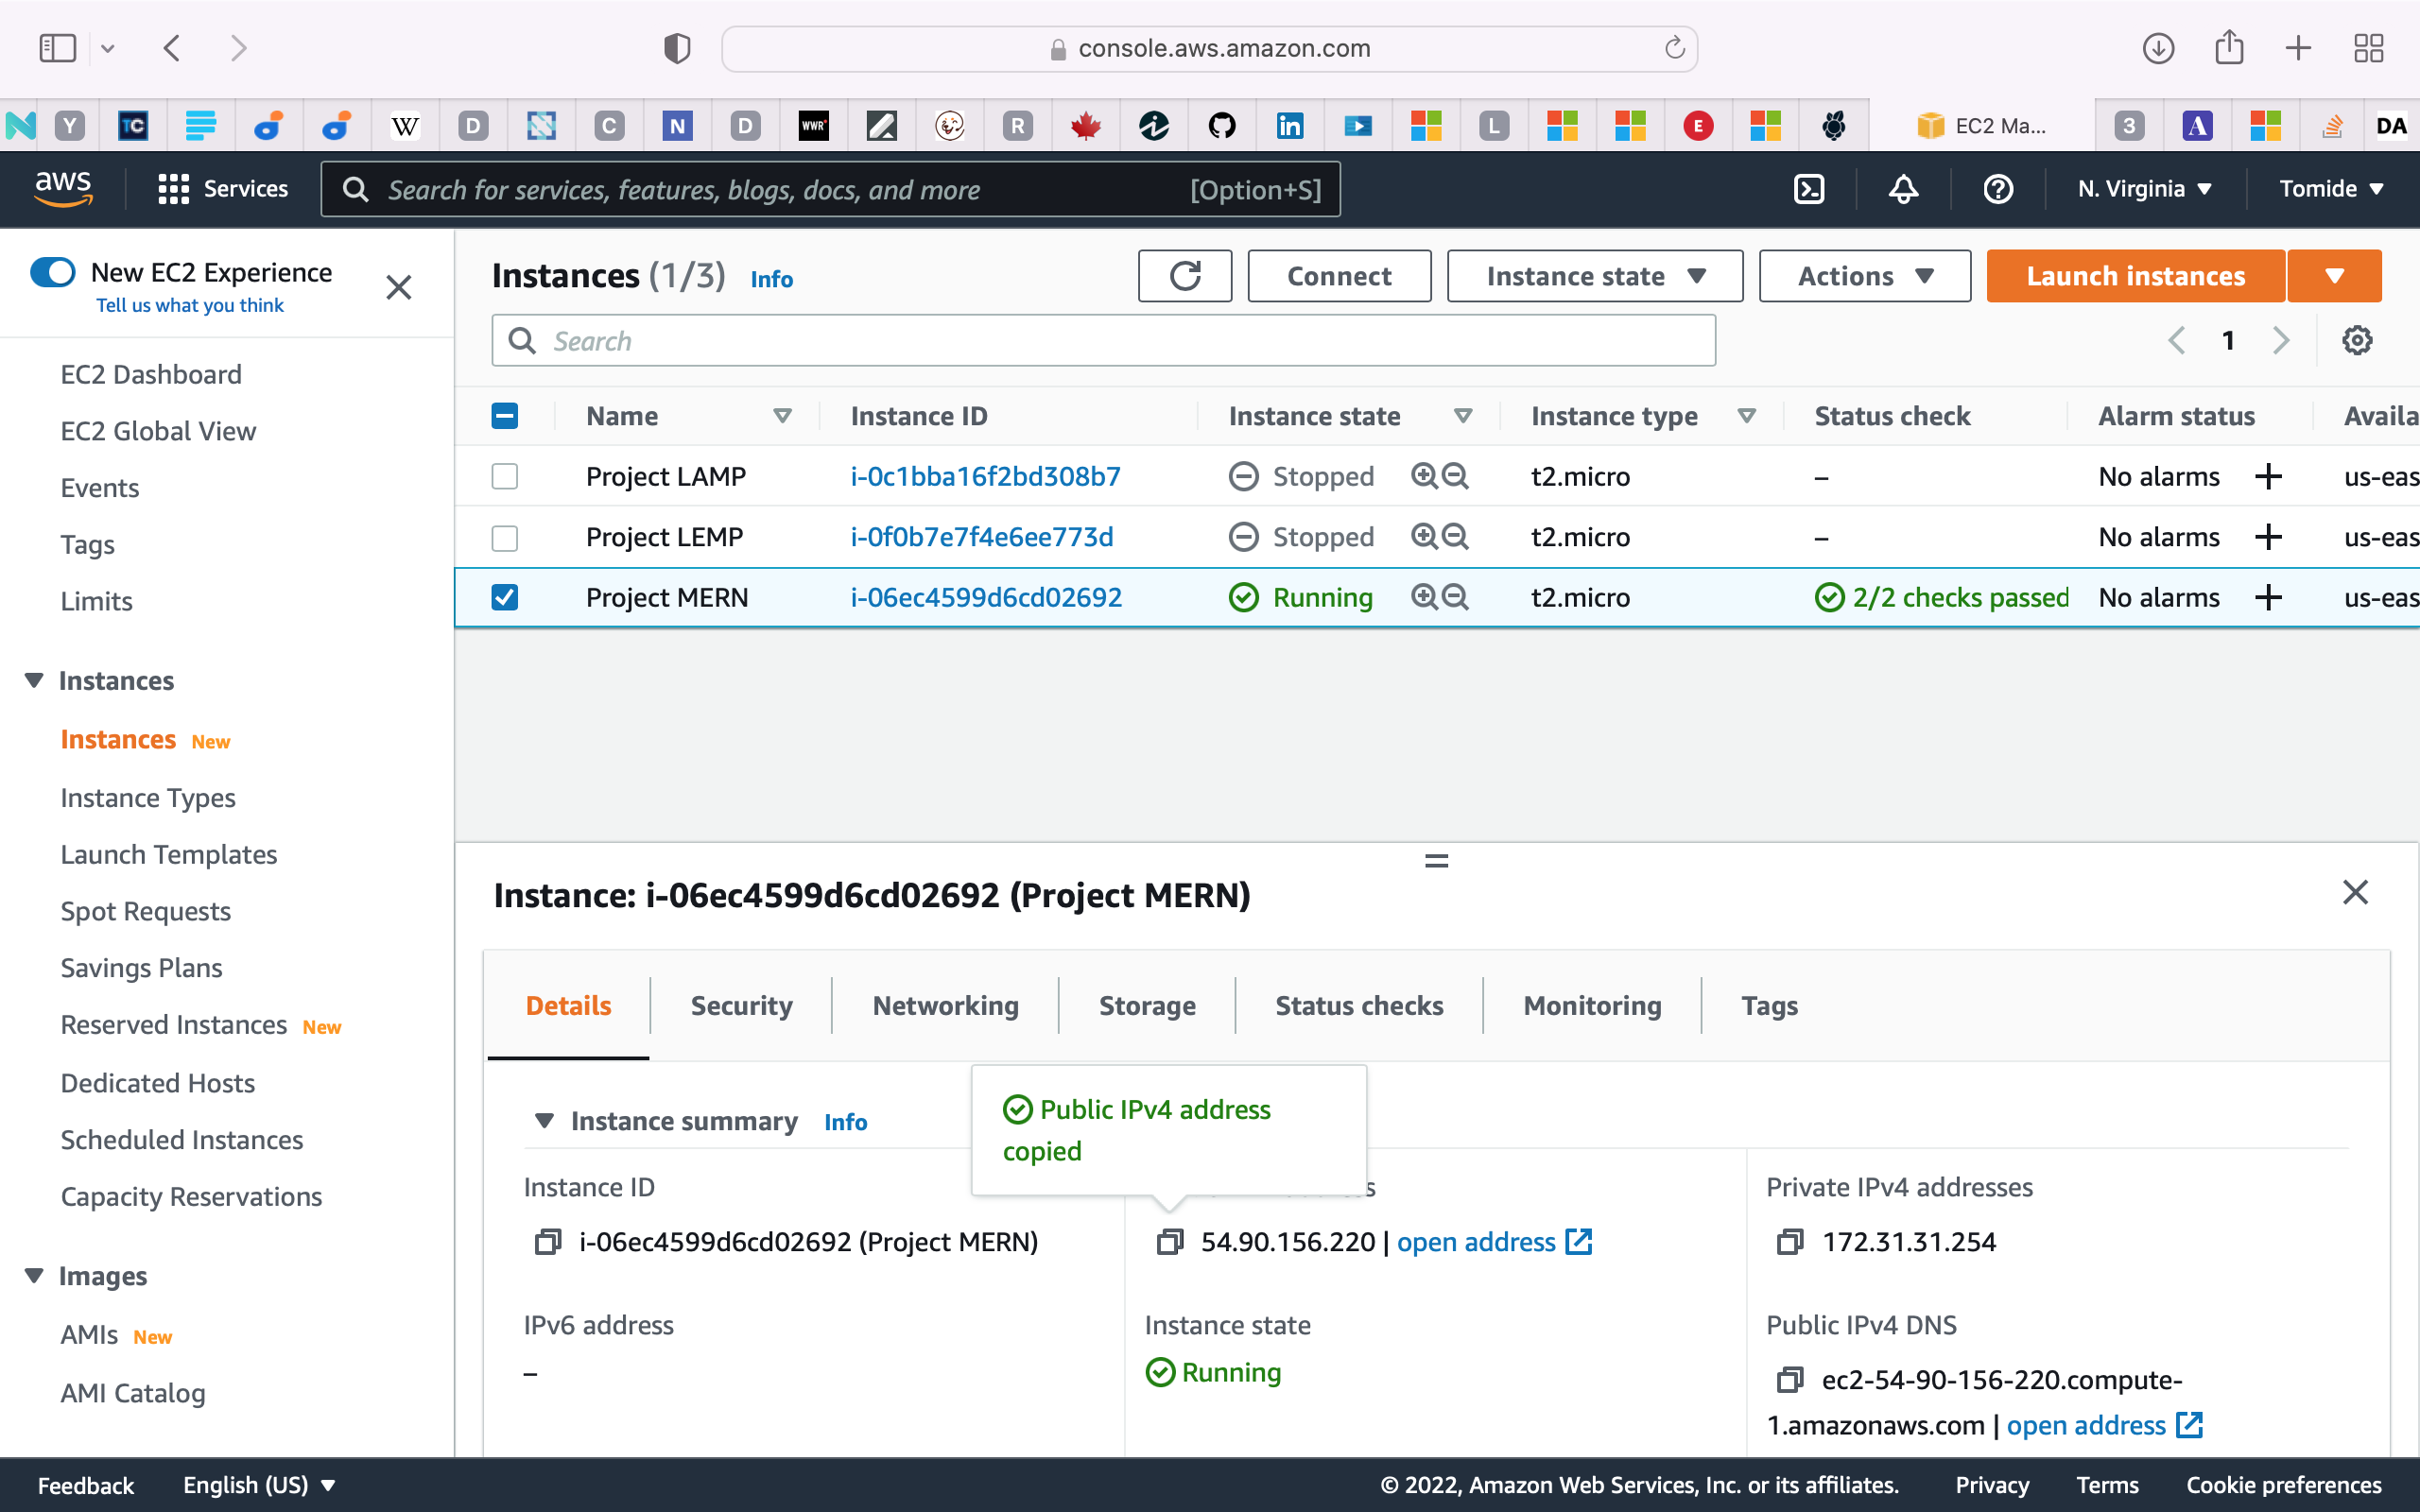 console.aws.amazon.com
Y TC W D C N D WWR R L E EC2 Ma... 3 A DA
aws Services Search for services, features, blogs, docs, and more [Option+S] N. Virginia ▼ Tomide ▼
New EC2 Experience
Tell us what you think
EC2 Dashboard
EC2 Global View
Events
Tags
Limits
Instances
Instances New
Instance Types
Launch Templates
Spot Requests
Savings Plans
Reserved Instances New
Dedicated Hosts
Scheduled Instances
Capacity Reservations
Images
AMIs New
AMI Catalog
Instances (1/3) Info Connect Instance state ▼ Actions ▼ Launch instances ▼
Search 1
Name Instance ID Instance state Instance type Status check Alarm status Availa
Project LAMP i-0c1bba16f2bd308b7 Stopped t2.micro – No alarms + us-eas
Project LEMP i-0f0b7e7f4e6ee773d Stopped t2.micro – No alarms + us-eas
Project MERN i-06ec4599d6cd02692 Running t2.micro 2/2 checks passed No alarms + us-eas
Instance: i-06ec4599d6cd02692 (Project MERN)
Details Security Networking Storage Status checks Monitoring Tags
Public IPv4 address
copied
Instance summary Info
Instance ID
i-06ec4599d6cd02692 (Project MERN)
54.90.156.220 | open address
Private IPv4 addresses
172.31.31.254
IPv6 address
–
Instance state
Running
Public IPv4 DNS
ec2-54-90-156-220.compute-
1.amazonaws.com | open address
Feedback English (US) ▼ © 2022, Amazon Web Services, Inc. or its affiliates. Privacy Terms Cookie preferences